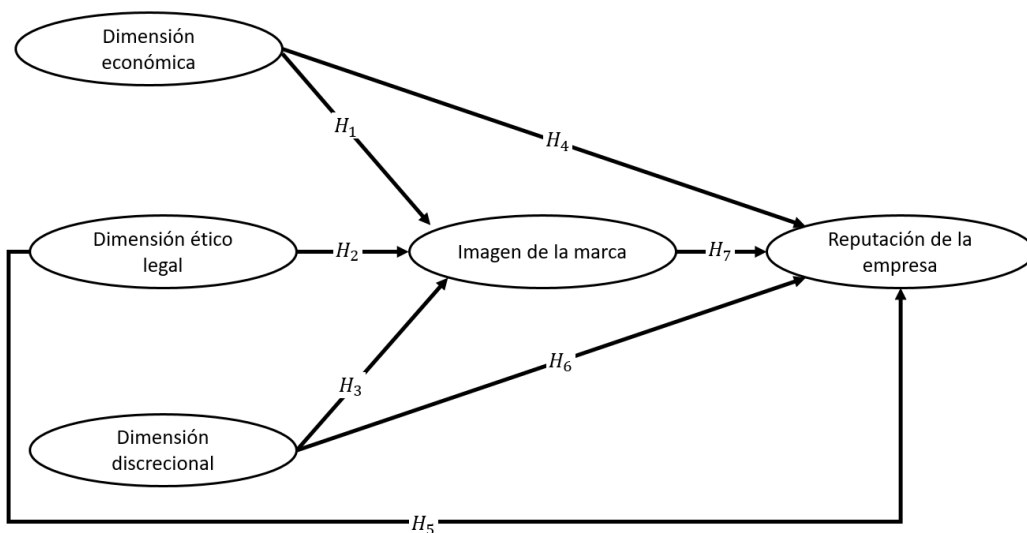 Dimensión
económica
H₁
H₄
Dimensión ético
legal
H₂
Imagen de la marca
H₇
Reputación de la
empresa
H₃
H₆
Dimensión
discrecional
H₅